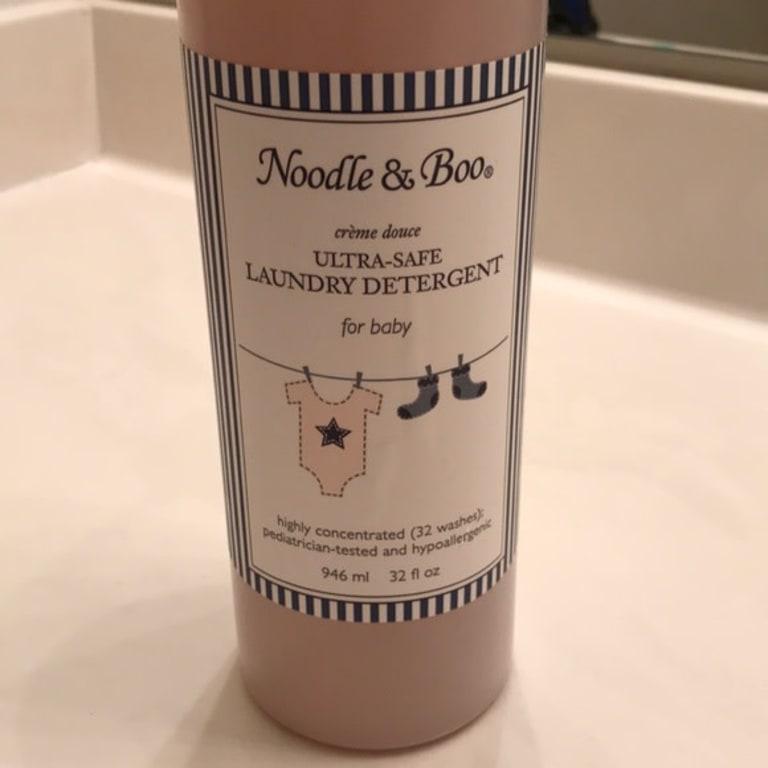 Noodle & Boo®
crème douce
ULTRA-SAFE
LAUNDRY DETERGENT
for baby
highly concentrated (32 washes);
pediatrician-tested and hypoallergenic
946 ml 32 fl oz